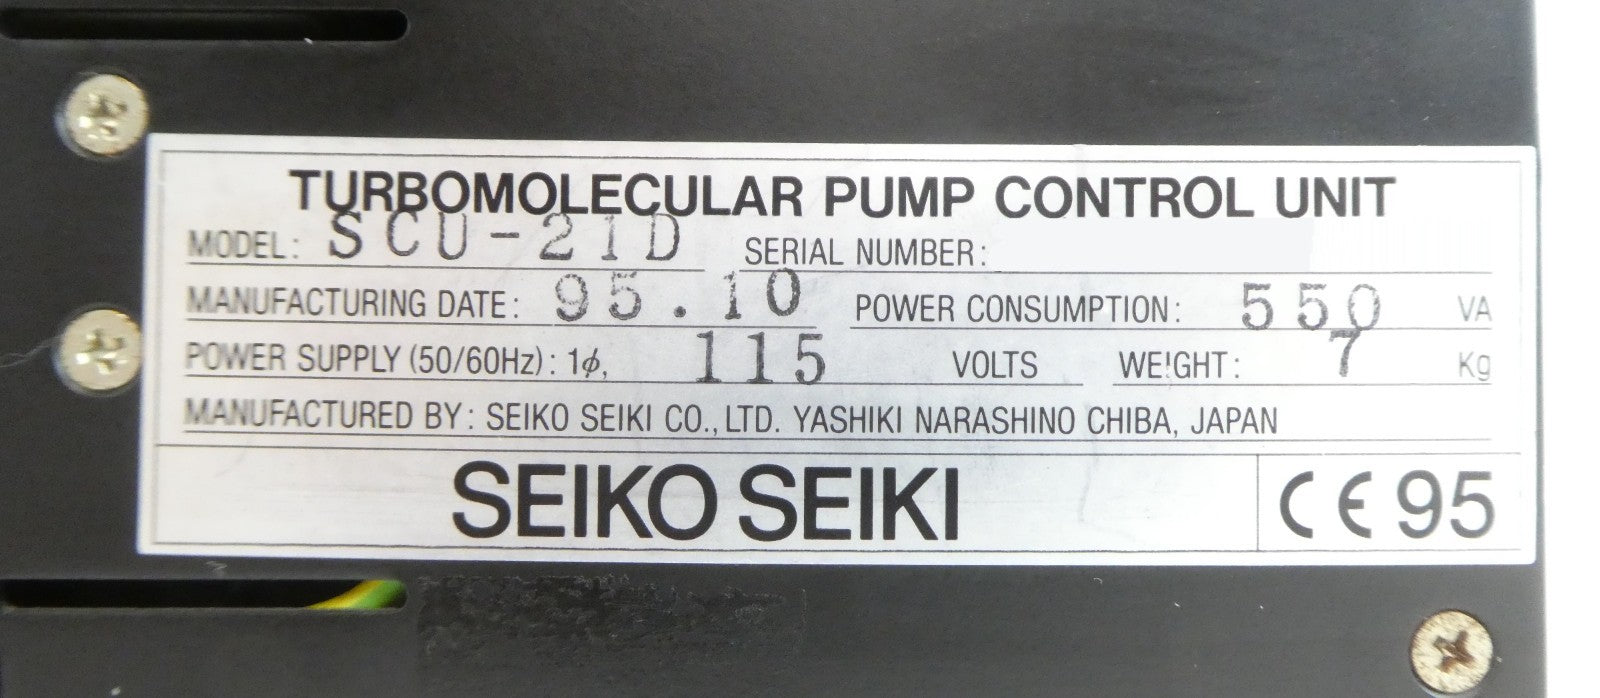 TURBOMOLECULAR PUMP CONTROL UNIT
MODEL: SCU-21D SERIAL NUMBER:
MANUFACTURING DATE: 95.10 POWER CONSUMPTION: 550 VA
POWER SUPPLY (50/60Hz): 1ϕ, 115 VOLTS WEIGHT: 7 Kg
MANUFACTURED BY: SEIKO SEIKI CO., LTD. YASHIKI NARASHINO CHIBA, JAPAN
SEIKO SEIKI CE95